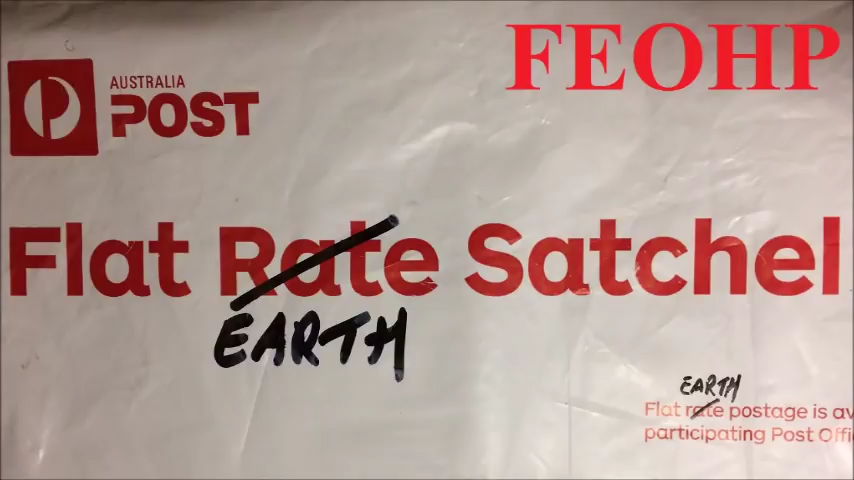 FEOHP
AUSTRALIA
POST
Flat Rate Satchel
EARTH
EARTH
Flat rate postage is av
participating Post Offi